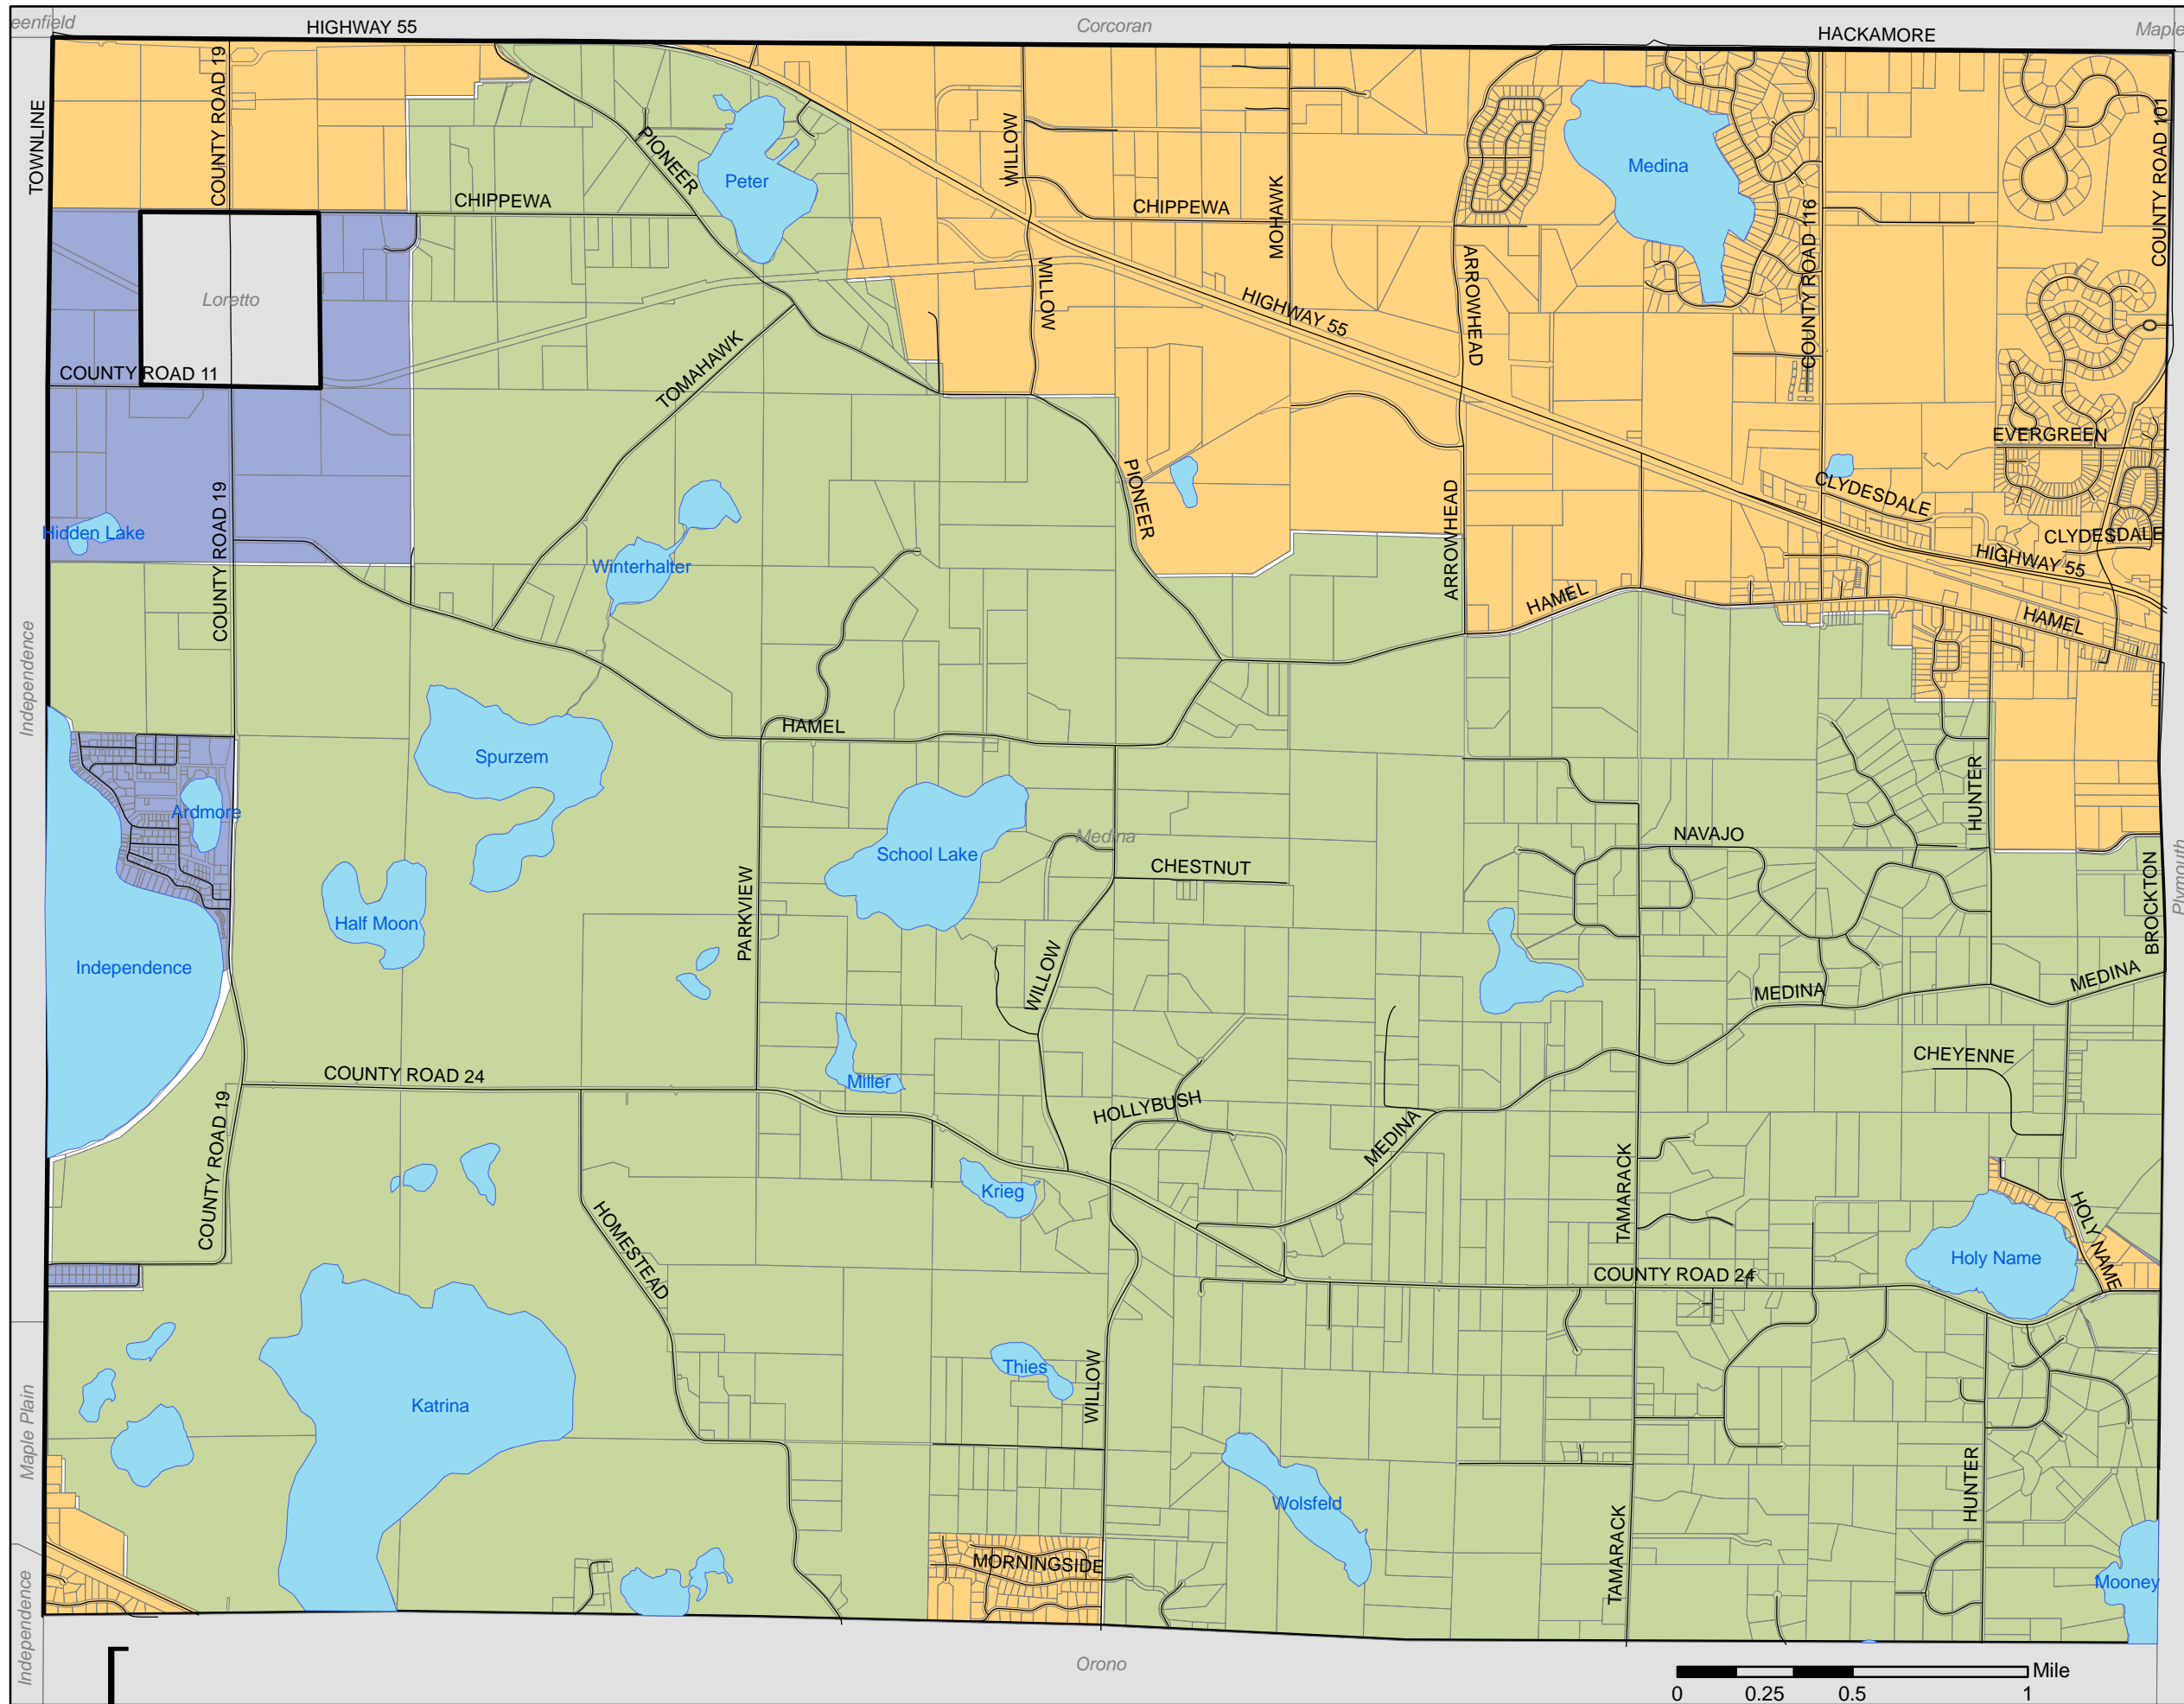 eenfield
HIGHWAY 55
Corcoran
HACKAMORE
Maple
TOWNLINE
COUNTY ROAD 19
PIONEER
Peter
WILLOW
Medina
COUNTY ROAD 101
CHIPPEWA
CHIPPEWA
MOHAWK
COUNTY ROAD 116
Loretto
WILLOW
HIGHWAY 55
ARROWHEAD
COUNTY ROAD 11
TOMAHAWK
EVERGREEN
PIONEER
CLYDESDALE
Hidden Lake
COUNTY ROAD 19
Winterhalter
ARROWHEAD
CLYDESDALE
HIGHWAY 55
HAMEL
HAMEL
Independence
HAMEL
Spurzem
Ardmore
HUNTER
NAVAJO
Medina
School Lake
CHESTNUT
Plymouth
PARKVIEW
Half Moon
BROCKTON
Independence
WILLOW
MEDINA
MEDINA
CHEYENNE
COUNTY ROAD 24
Miller
HOLLYBUSH
MEDINA
COUNTY ROAD 19
Krieg
TAMARACK
HOLY NAME
HOMESTEAD
Holy Name
COUNTY ROAD 24
Thies
WILLOW
Katrina
Maple Plain
HUNTER
Wolsfeld
TAMARACK
MORNINGSIDE
Mooney
Independence
Orono
Mile
0 0.25 0.5 1